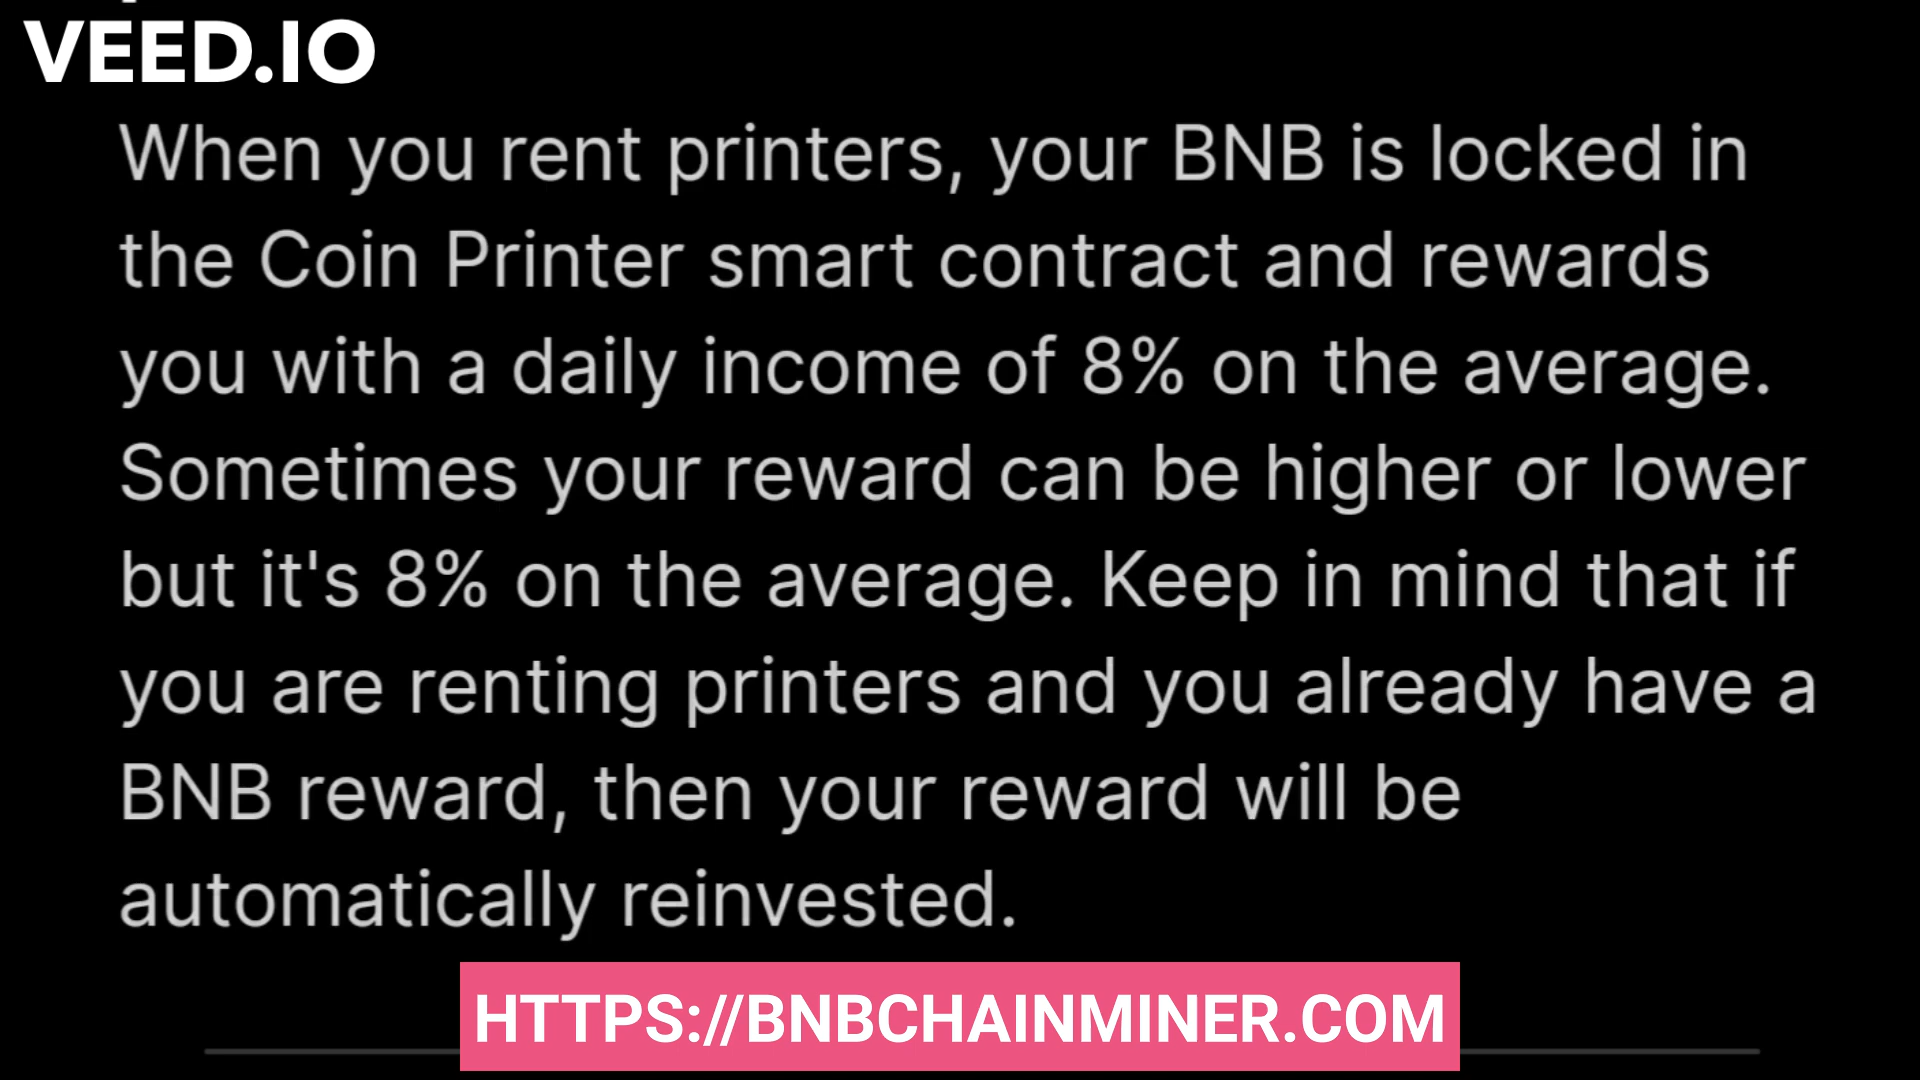 VEED.IO
When you rent printers, your BNB is locked in
the Coin Printer smart contract and rewards
you with a daily income of 8% on the average.
Sometimes your reward can be higher or lower
but it's 8% on the average. Keep in mind that if
you are renting printers and you already have a
BNB reward, then your reward will be
automatically reinvested.
HTTPS://BNBCHAINMINER.COM